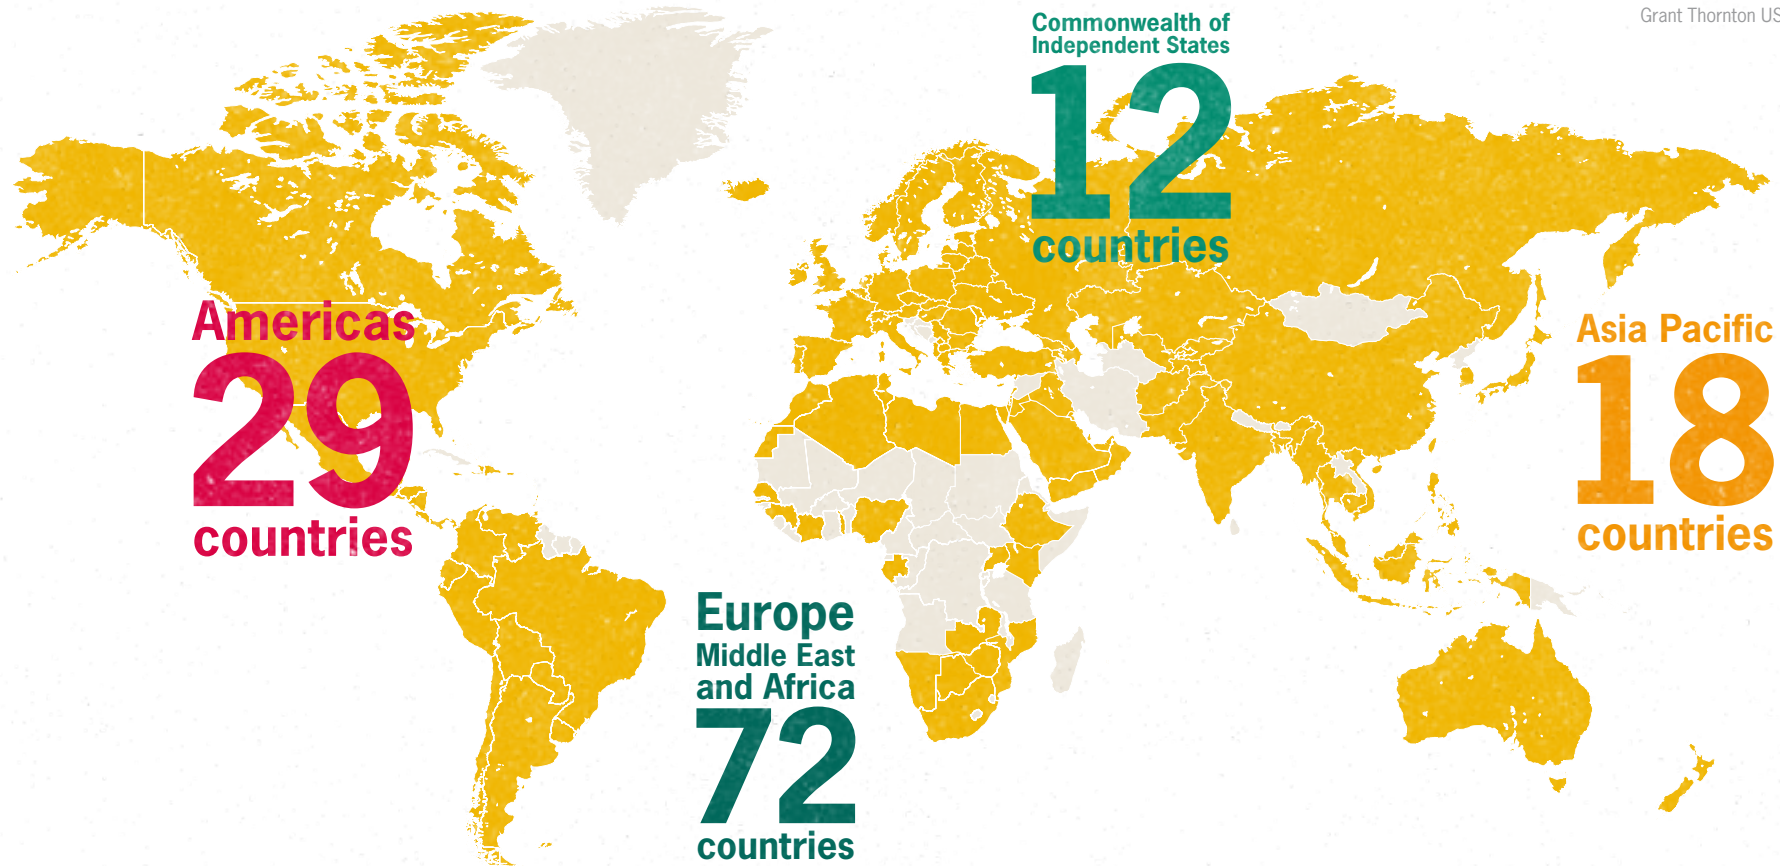 Grant Thornton US
Commonwealth of
Independent States
12
countries
Americas
29
countries
Asia Pacific
18
countries
Europe
Middle East
and Africa
72
countries